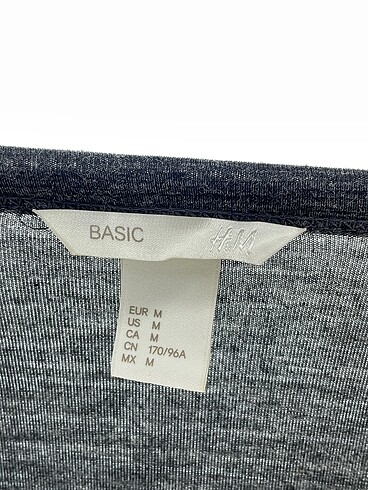 BASIC H&M
EUR M
US M
CA M
CN 170/96A
MX M